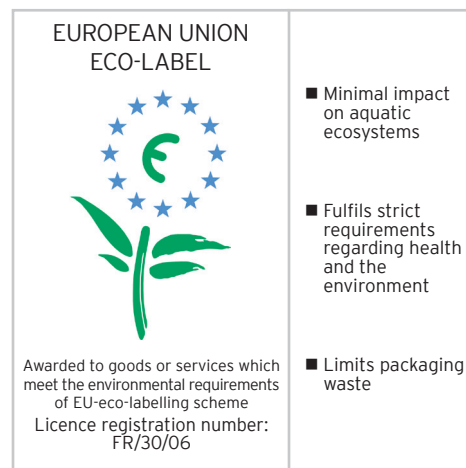 EUROPEAN UNION
ECO-LABEL
Awarded to goods or services which
meet the environmental requirements
of EU-eco-labelling scheme
Licence registration number:
FR/30/06
■ Minimal impact
on aquatic
ecosystems
■ Fulfils strict
requirements
regarding health
and the
environment
■ Limits packaging
waste